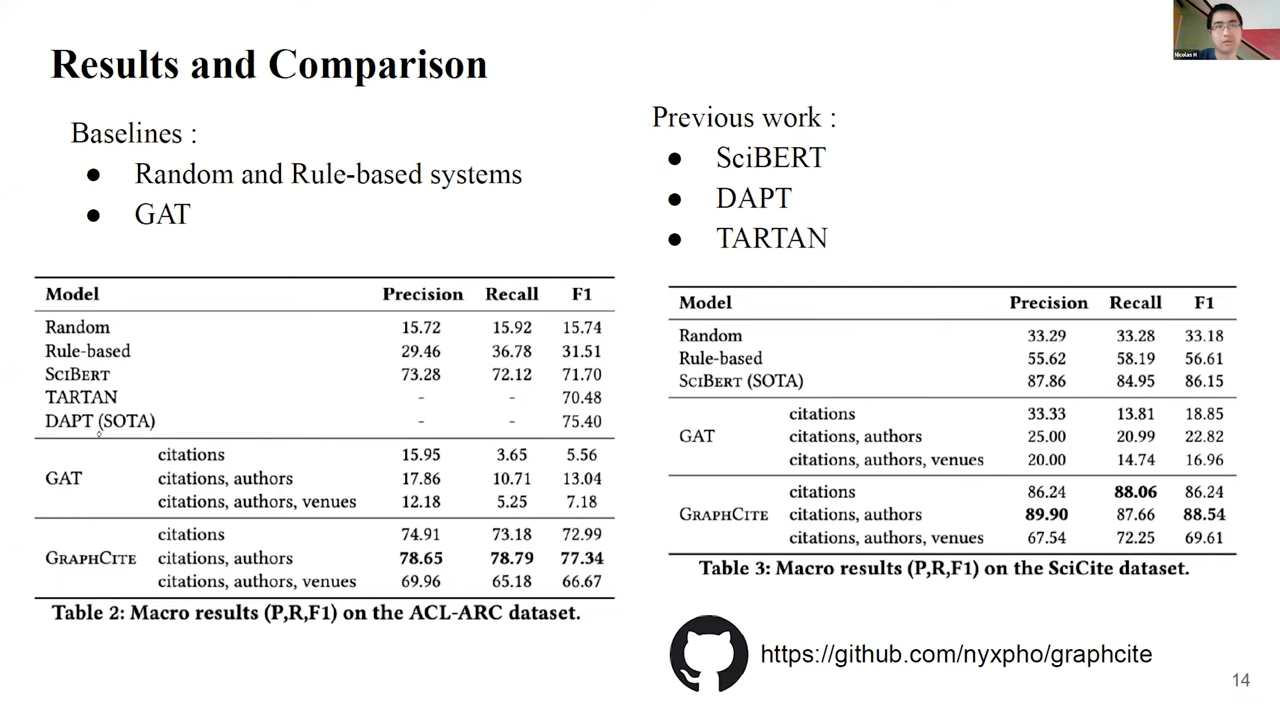 Results and Comparison
Nicolas H
Baselines :
● Random and Rule-based systems
● GAT
Previous work :
● SciBERT
● DAPT
● TARTAN
Model Precision Recall F1
Random 15.72 15.92 15.74
Rule-based 29.46 36.78 31.51
SciBert 73.28 72.12 71.70
TARTAN - - 70.48
DAPT (SOTA) - - 75.40
citations 15.95 3.65 5.56
GAT citations, authors 17.86 10.71 13.04
citations, authors, venues 12.18 5.25 7.18
citations 74.91 73.18 72.99
GraphCite citations, authors 78.65 78.79 77.34
citations, authors, venues 69.96 65.18 66.67
Table 2: Macro results (P,R,F1) on the ACL-ARC dataset.
Model Precision Recall F1
Random 33.29 33.28 33.18
Rule-based 55.62 58.19 56.61
SciBert (SOTA) 87.86 84.95 86.15
citations 33.33 13.81 18.85
GAT citations, authors 25.00 20.99 22.82
citations, authors, venues 20.00 14.74 16.96
citations 86.24 88.06 86.24
GraphCite citations, authors 89.90 87.66 88.54
citations, authors, venues 67.54 72.25 69.61
Table 3: Macro results (P,R,F1) on the SciCite dataset.
https://github.com/nyxpho/graphcite
14